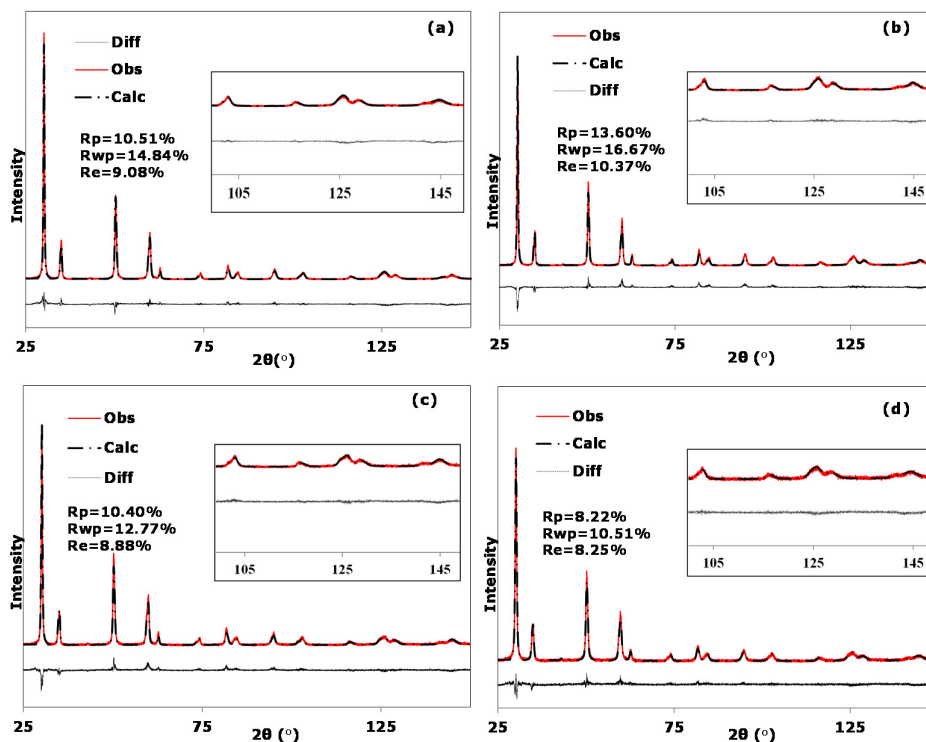 (a)
Diff
Obs
Calc
Rp=10.51%
Rwp=14.84%
Re=9.08%
105 125 145
Intensity
25 75 125
2θ(°)
(b)
Obs
Calc
Diff
Rp=13.60%
Rwp=16.67%
Re=10.37%
105 125 145
Intensity
25 75 125
2θ (°)
(c)
Obs
Calc
Diff
Rp=10.40%
Rwp=12.77%
Re=8.88%
105 125 145
Intensity
25 75 125
2θ (°)
(d)
Obs
Calc
Diff
Rp=8.22%
Rwp=10.51%
Re=8.25%
105 125 145
Intensity
25 75 125
2θ (°)